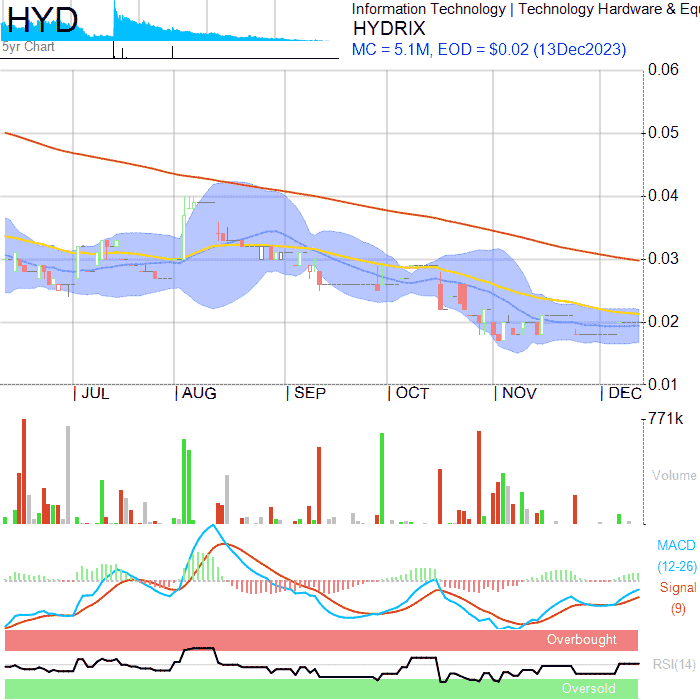 HYD
5yr Chart
Information Technology | Technology Hardware & Equ
HYDRIX
MC = 5.1M, EOD = $0.02 (13Dec2023)
0.06
0.05
0.04
0.03
0.02
0.01
| JUL | AUG | SEP | OCT | NOV | DEC
771k
Volume
MACD
(12-26)
Signal
(9)
Overbought
RSI(14)
Oversold